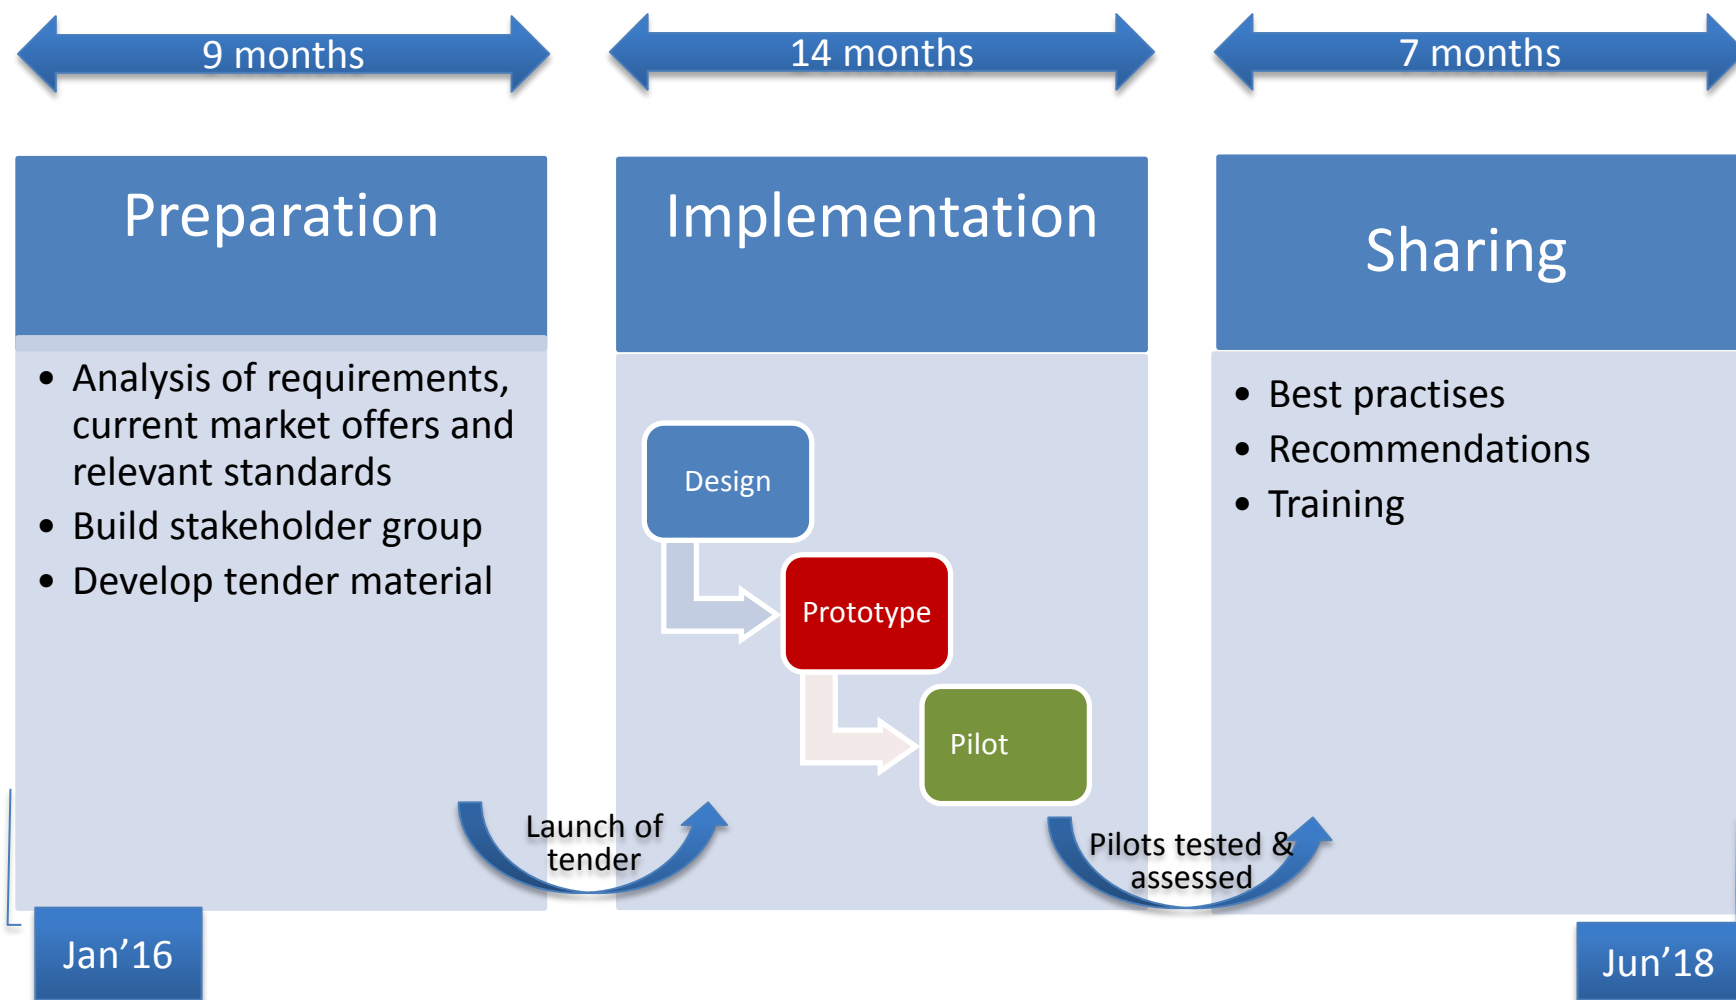 9 months
14 months
7 months
Preparation
Implementation
Sharing
• Analysis of requirements,
current market offers and
relevant standards
• Build stakeholder group
• Develop tender material
Design
Prototype
Pilot
• Best practises
• Recommendations
• Training
Launch of
tender
Pilots tested &
assessed
Jan’16
Jun’18